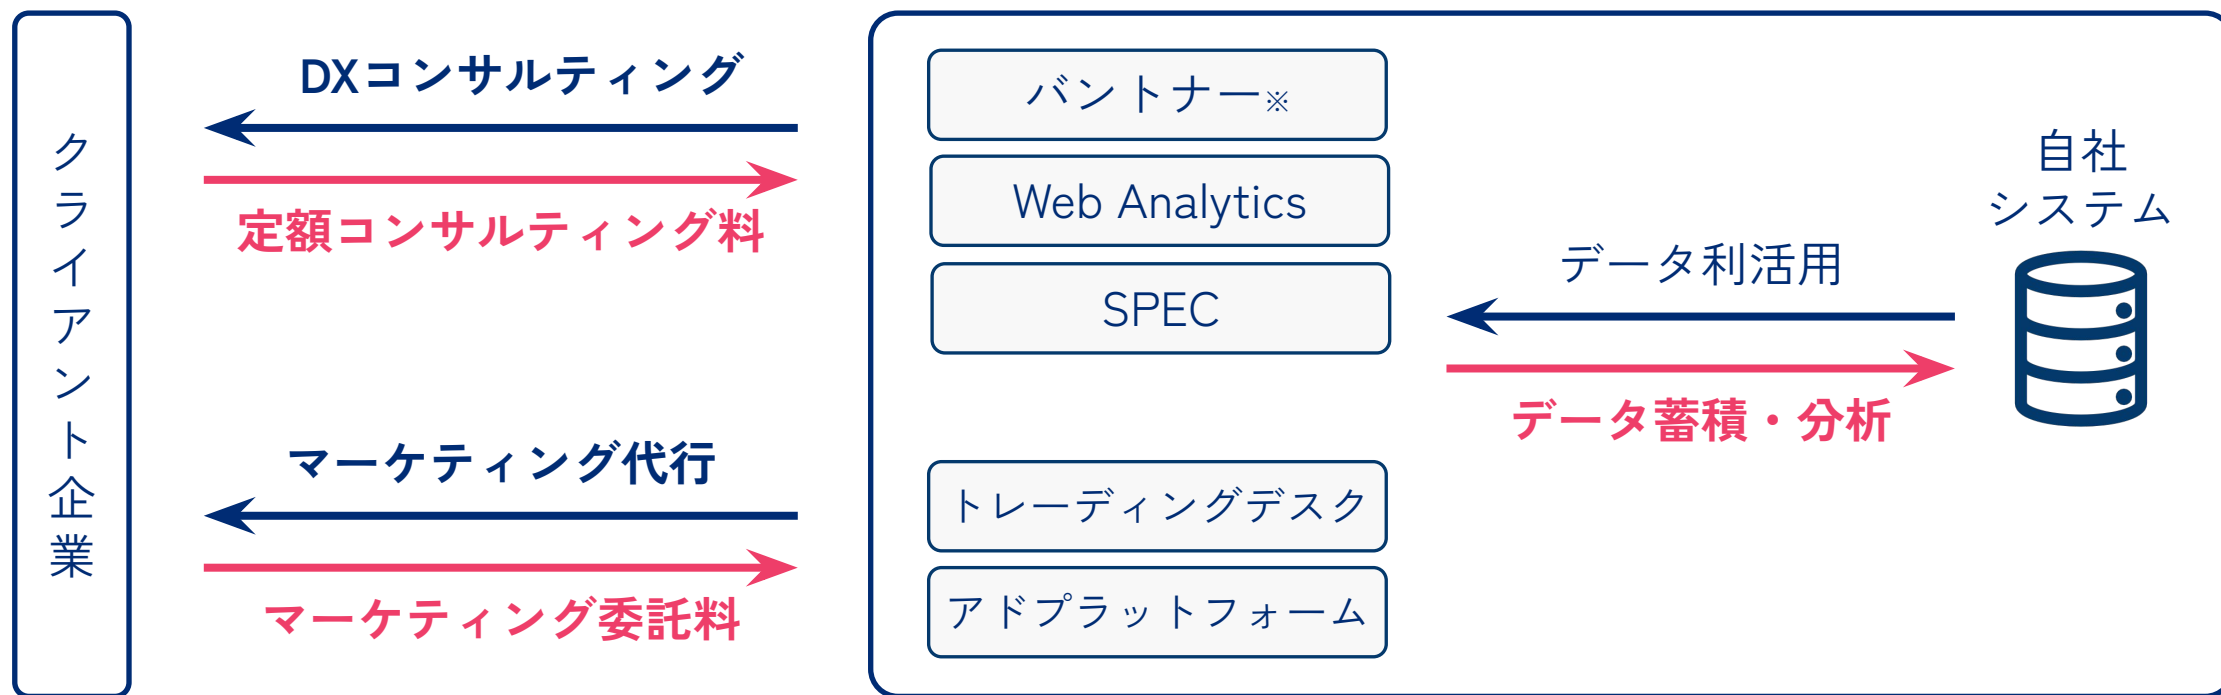 クライアント企業
DXコンサルティング
定額コンサルティング料
マーケティング代行
マーケティング委託料
バントナー※
Web Analytics
SPEC
トレーディングデスク
アドプラットフォーム
データ利活用
データ蓄積・分析
自社
システム